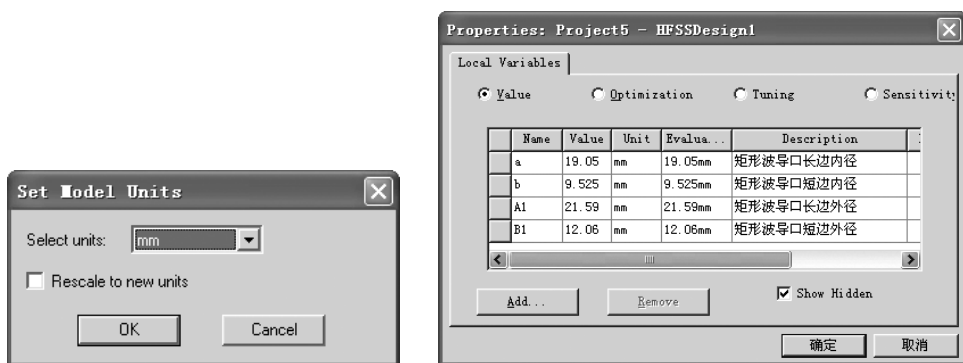 Set Model Units
Select units: mm
Rescale to new units
OK Cancel
Properties: Project5 - HFSSDesign1
Local Variables
Value Optimization Tuning Sensitivity
Name Value Unit Evalua... Description
a 19.05 mm 19.05mm 矩形波导口长边内径
b 9.525 mm 9.525mm 矩形波导口短边内径
A1 21.59 mm 21.59mm 矩形波导口长边外径
B1 12.06 mm 12.06mm 矩形波导口短边外径
Show Hidden
Add... Remove
确定 取消